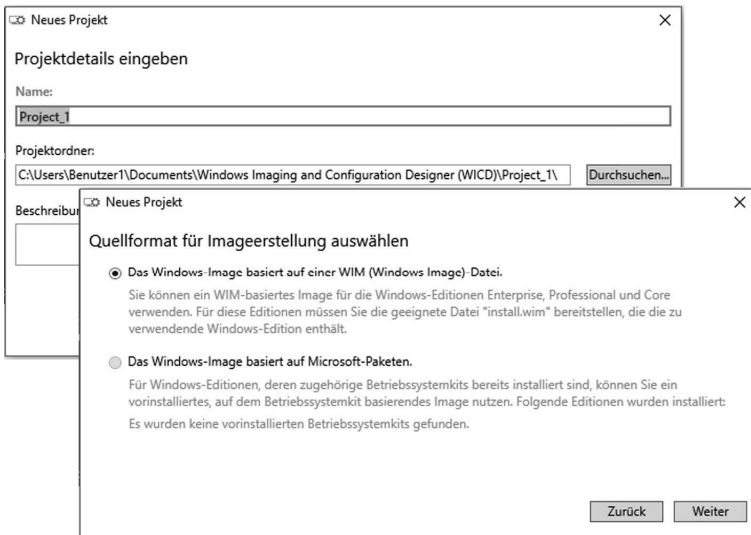 Neues Projekt
Projektdetails eingeben
Name:
Project_1
Projektordner:
C:\Users\Benutzer1\Documents\Windows Imaging and Configuration Designer (WICD)\Project_1\
Durchsuchen...
Beschreibun
Neues Projekt
Quellformat für Imageerstellung auswählen
Das Windows-Image basiert auf einer WIM (Windows Image)-Datei.
Sie können ein WIM-basiertes Image für die Windows-Editionen Enterprise, Professional und Core
verwenden. Für diese Editionen müssen Sie die geeignete Datei "install.wim" bereitstellen, die die zu
verwendende Windows-Edition enthält.
Das Windows-Image basiert auf Microsoft-Paketen.
Für Windows-Editionen, deren zugehörige Betriebssystemkits bereits installiert sind, können Sie ein
vorinstalliertes, auf dem Betriebssystemkit basierendes Image nutzen. Folgende Editionen wurden installiert:
Es wurden keine vorinstallierten Betriebssystemkits gefunden.
Zurück
Weiter